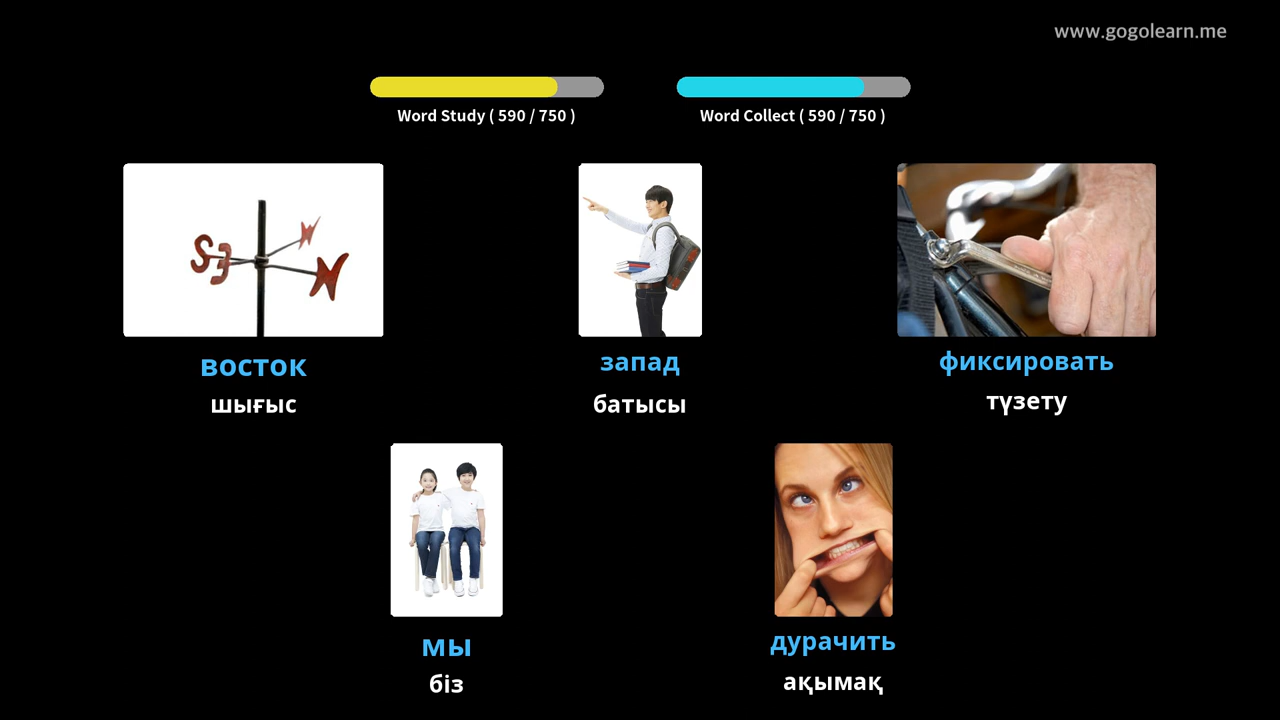 www.gogolearn.me
Word Study ( 590 / 750 )
Word Collect ( 590 / 750 )
S E N N
восток
шығыс
запад
батысы
фиксировать
түзету
мы
біз
дурачить
ақымақ